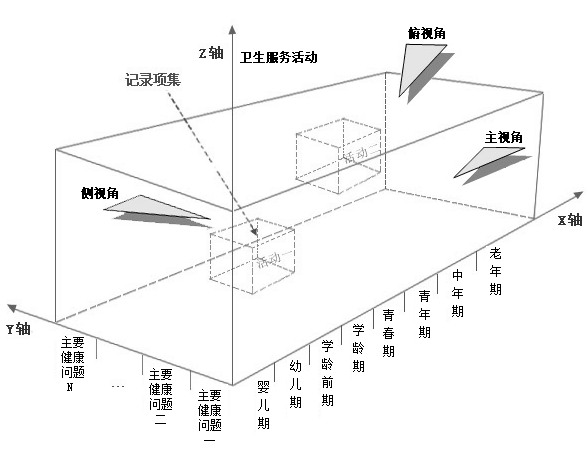 Z轴
卫生服务活动
俯视角
记录项集
主视角
活动二
侧视角
活动一
X轴
Y轴
主要
健康
问题
N
...
主要
健康
问题
二
主要
健康
问题
一
婴儿期
幼儿期
学龄前期
学龄期
青春期
青年期
中年期
老年期